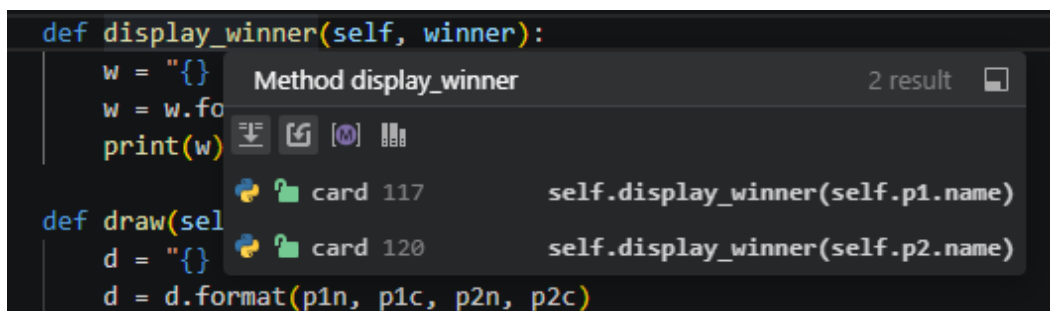 def display_winner(self, winner):
w = "{}
Method display_winner 2 result
w = w.fo
print(w)
card 117 self.display_winner(self.p1.name)
def draw(sel
card 120 self.display_winner(self.p2.name)
d = "{}
d = d.format(p1n, p1c, p2n, p2c)